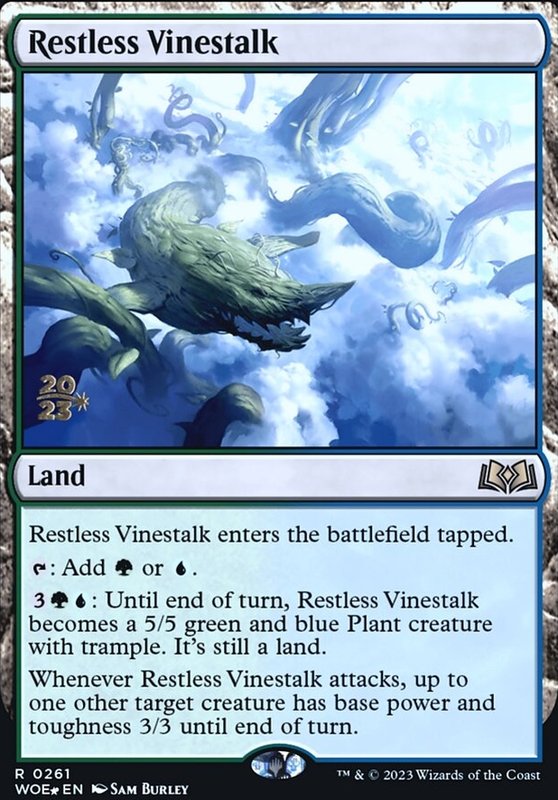 Restless Vinestalk
20
23
Land
Restless Vinestalk enters the battlefield tapped.
: Add or .
3 : Until end of turn, Restless Vinestalk
becomes a 5/5 green and blue Plant creature
with trample. It's still a land.
Whenever Restless Vinestalk attacks, up to
one other target creature has base power and
toughness 3/3 until end of turn.
R 0261
WOE★EN SAM BURLEY
™ & © 2023 Wizards of the Coast